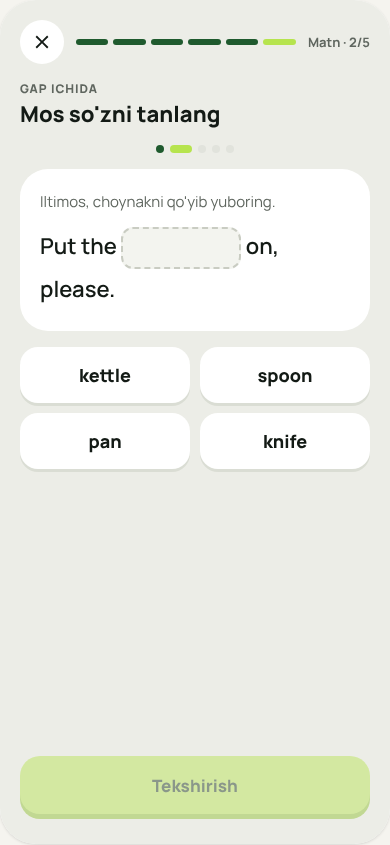 Matn · 2/5
GAP ICHIDA
Mos so'zni tanlang
Iltimos, choynakni qo'yib yuboring.
Put the on,
please.
kettle
spoon
pan
knife
Tekshirish